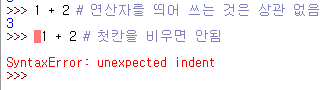 >>> 1 + 2 # 연산자를 띄어 쓰는 것은 상관 없음
3
>>> 1 + 2 # 첫칸을 비우면 안됨
SyntaxError: unexpected indent
>>>